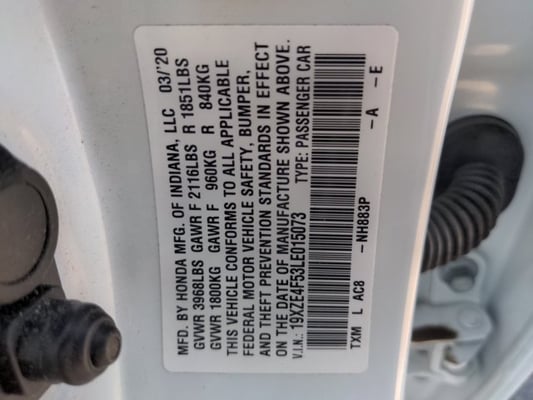 MFD. BY HONDA MFG. OF INDIANA, LLC 03/'20
GVWR 3968LBS GAWR F 2116LBS R 1851LBS
GVWR 1800KG GAWR F 960KG R 840KG
THIS VEHICLE CONFORMS TO ALL APPLICABLE
FEDERAL MOTOR VEHICLE SAFETY, BUMPER,
AND THEFT PREVENTION STANDARDS IN EFFECT
ON THE DATE OF MANUFACTURE SHOWN ABOVE.
V.I.N.: 19XZE4F53LE015073 TYPE: PASSENGER CAR
TXM L AC8 -NH883P -A -E